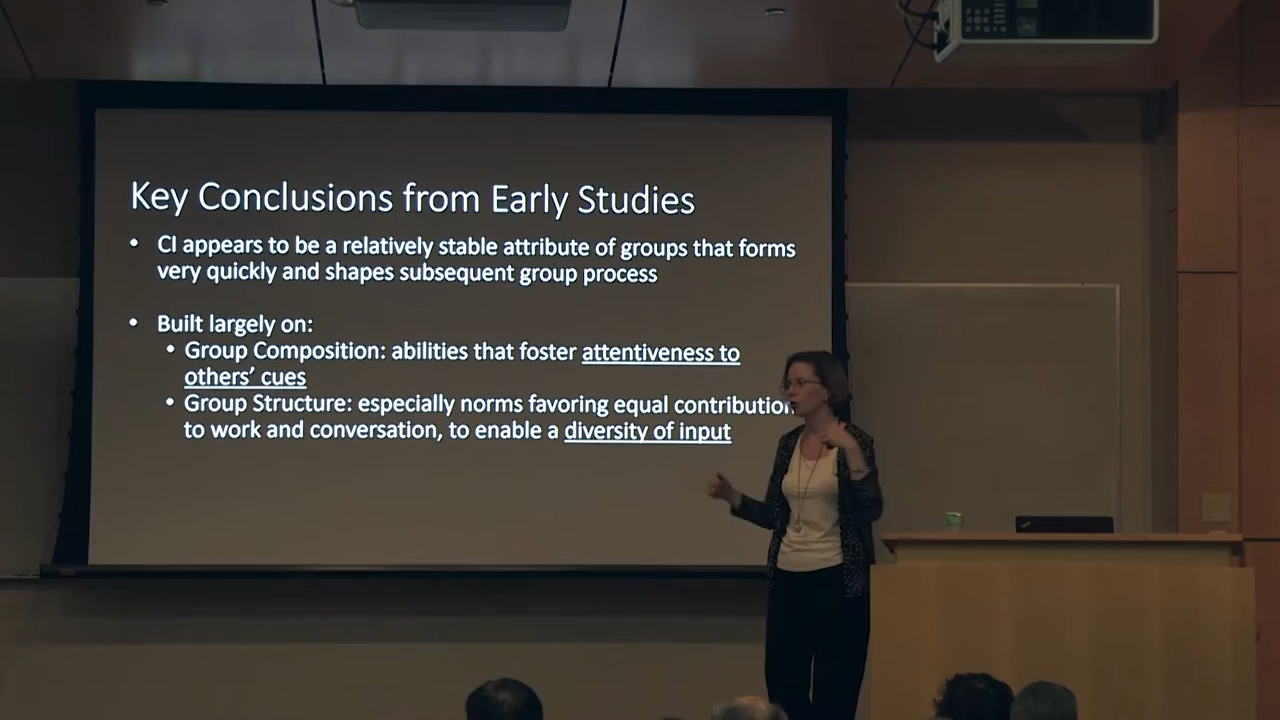 Key Conclusions from Early Studies
• CI appears to be a relatively stable attribute of groups that forms
very quickly and shapes subsequent group process
• Built largely on:
• Group Composition: abilities that foster attentiveness to
others’ cues
• Group Structure: especially norms favoring equal contribution
to work and conversation, to enable a diversity of input